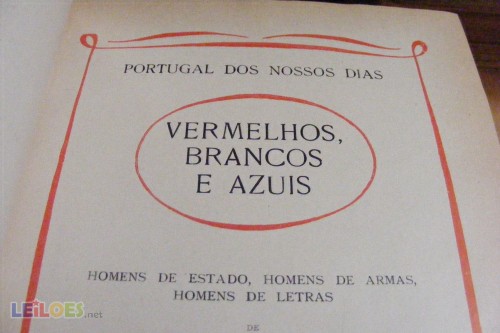 PORTUGAL DOS NOSSOS DIAS
VERMELHOS,
BRANCOS
E AZUIS
HOMENS DE ESTADO, HOMENS DE ARMAS,
HOMENS DE LETRAS
DE
LEiLOES.net